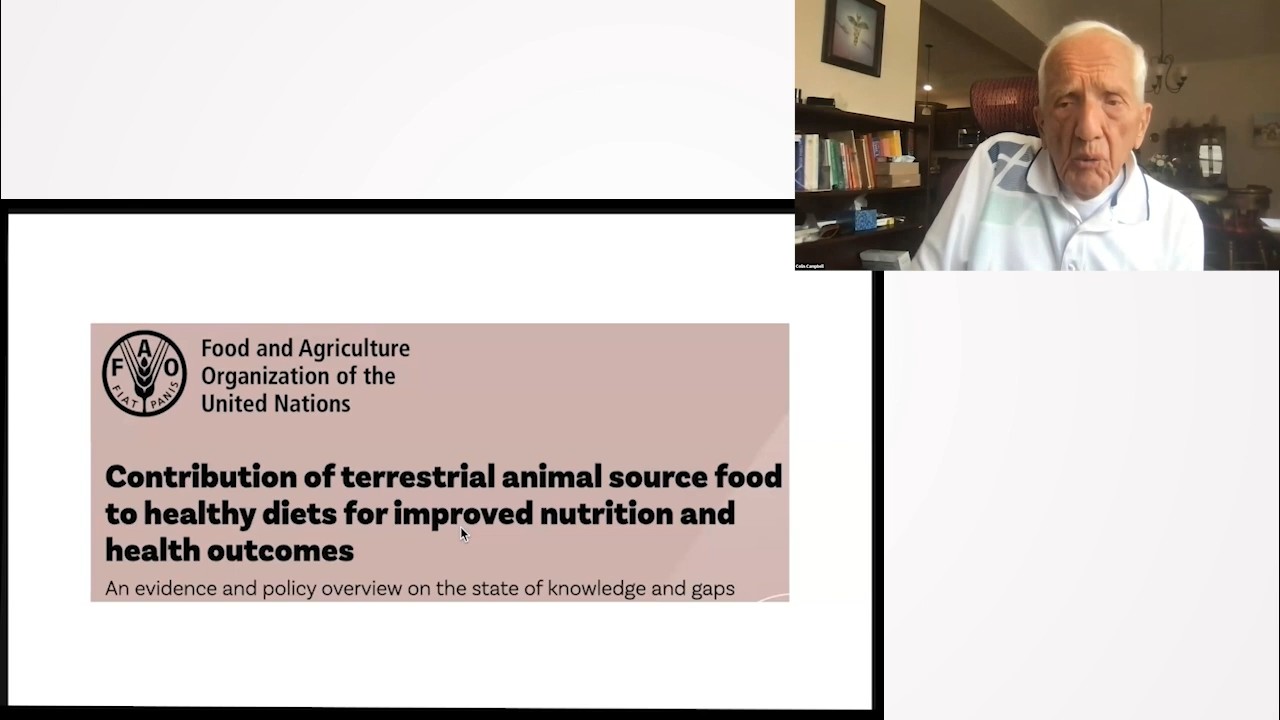 Colin Campbell
FAO
FIAT PANIS
Food and Agriculture
Organization of the
United Nations
Contribution of terrestrial animal source food
to healthy diets for improved nutrition and
health outcomes
An evidence and policy overview on the state of knowledge and gaps